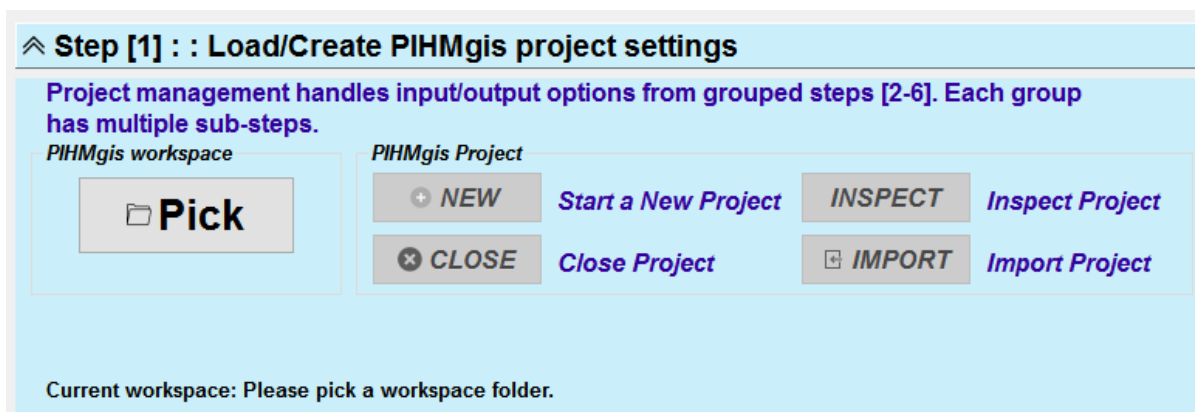 Step [1] : : Load/Create PIHMgis project settings
Project management handles input/output options from grouped steps [2-6]. Each group
has multiple sub-steps.
PIHMgis workspace
Pick
PIHMgis Project
NEW Start a New Project INSPECT Inspect Project
CLOSE Close Project IMPORT Import Project
Current workspace: Please pick a workspace folder.